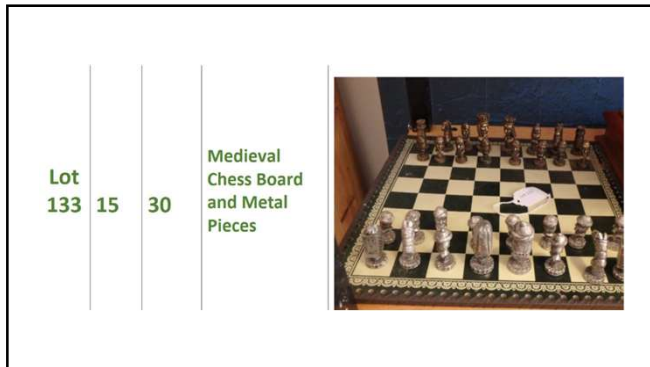 Lot
133 15 30
Medieval
Chess Board
and Metal
Pieces